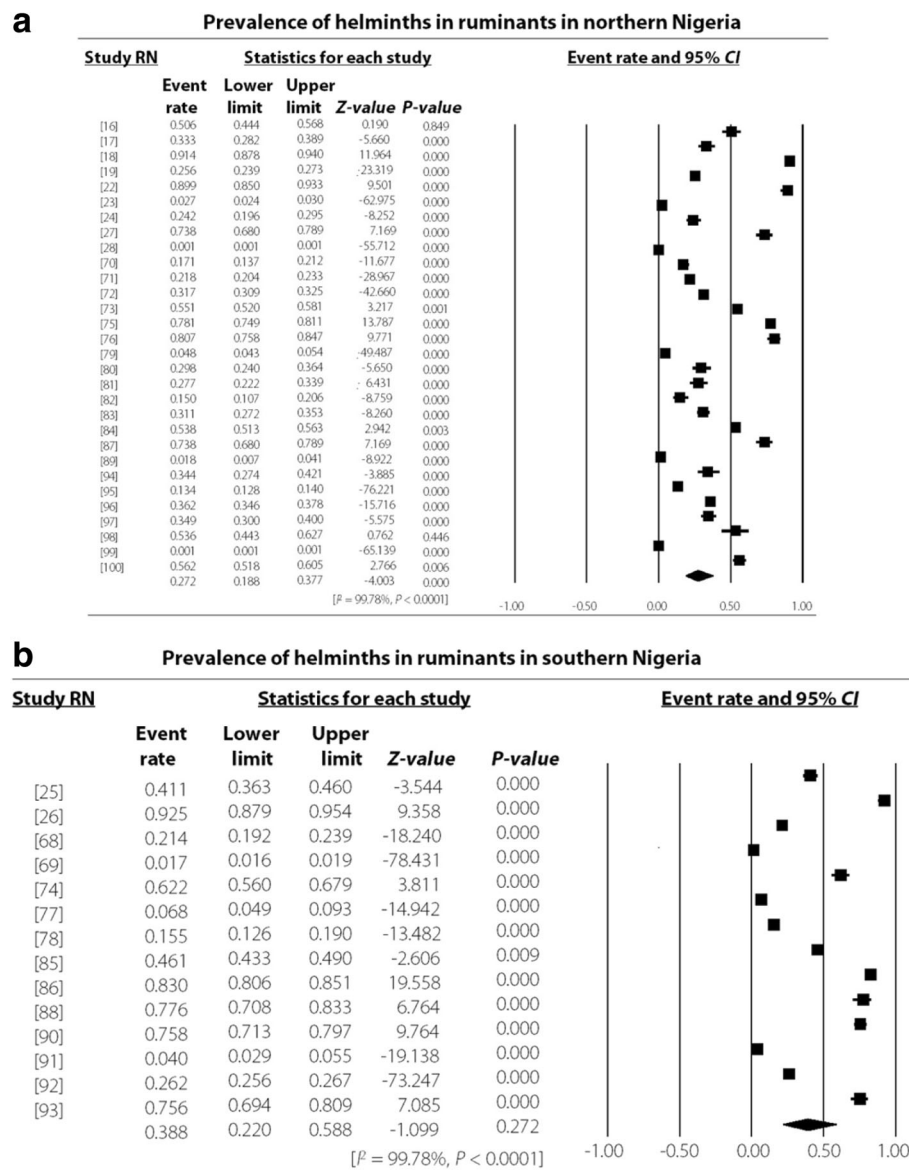 a
Prevalence of helminths in ruminants in northern Nigeria
Study RN Statistics for each study Event rate and 95% CI
Event Lower Upper
rate limit limit Z-value P-value
[16] 0.506 0.444 0.568 0.190 0.849
[17] 0.333 0.282 0.389 -5.660 0.000
[18] 0.914 0.878 0.940 11.964 0.000
[19] 0.256 0.239 0.273 -23.319 0.000
[22] 0.899 0.850 0.933 9.501 0.000
[23] 0.027 0.024 0.030 -62.975 0.000
[24] 0.242 0.196 0.295 -8.252 0.000
[27] 0.738 0.680 0.789 7.169 0.000
[28] 0.001 0.001 0.001 -55.712 0.000
[70] 0.171 0.137 0.212 -11.677 0.000
[71] 0.218 0.204 0.233 -28.967 0.000
[72] 0.317 0.309 0.325 -42.660 0.000
[73] 0.551 0.520 0.581 3.217 0.001
[75] 0.781 0.749 0.811 13.787 0.000
[76] 0.807 0.758 0.847 9.771 0.000
[79] 0.048 0.043 0.054 -49.487 0.000
[80] 0.298 0.240 0.364 -5.650 0.000
[81] 0.277 0.222 0.339 6.431 0.000
[82] 0.150 0.107 0.206 -8.759 0.000
[83] 0.311 0.272 0.353 -8.260 0.000
[84] 0.538 0.513 0.563 2.942 0.003
[87] 0.738 0.680 0.789 7.169 0.000
[89] 0.018 0.007 0.041 -8.922 0.000
[94] 0.344 0.274 0.421 -3.885 0.000
[95] 0.134 0.128 0.140 -76.221 0.000
[96] 0.362 0.346 0.378 -15.716 0.000
[97] 0.349 0.300 0.400 -5.575 0.000
[98] 0.536 0.443 0.627 0.762 0.446
[99] 0.001 0.001 0.001 -65.139 0.000
[100] 0.562 0.518 0.605 2.766 0.006
0.272 0.188 0.377 -4.003 0.000
[I² = 99.78%, P < 0.0001]
-1.00 -0.50 0.00 0.50 1.00
b
Prevalence of helminths in ruminants in southern Nigeria
Study RN Statistics for each study Event rate and 95% CI
Event Lower Upper
rate limit limit Z-value P-value
[25] 0.411 0.363 0.460 -3.544 0.000
[26] 0.925 0.879 0.954 9.358 0.000
[68] 0.214 0.192 0.239 -18.240 0.000
[69] 0.017 0.016 0.019 -78.431 0.000
[74] 0.622 0.560 0.679 3.811 0.000
[77] 0.068 0.049 0.093 -14.942 0.000
[78] 0.155 0.126 0.190 -13.482 0.000
[85] 0.461 0.433 0.490 -2.606 0.009
[86] 0.830 0.806 0.851 19.558 0.000
[88] 0.776 0.708 0.833 6.764 0.000
[90] 0.758 0.713 0.797 9.764 0.000
[91] 0.040 0.029 0.055 -19.138 0.000
[92] 0.262 0.256 0.267 -73.247 0.000
[93] 0.756 0.694 0.809 7.085 0.000
0.388 0.220 0.588 -1.099 0.272
[I² = 99.78%, P < 0.0001]
-1.00 -0.50 0.00 0.50 1.00